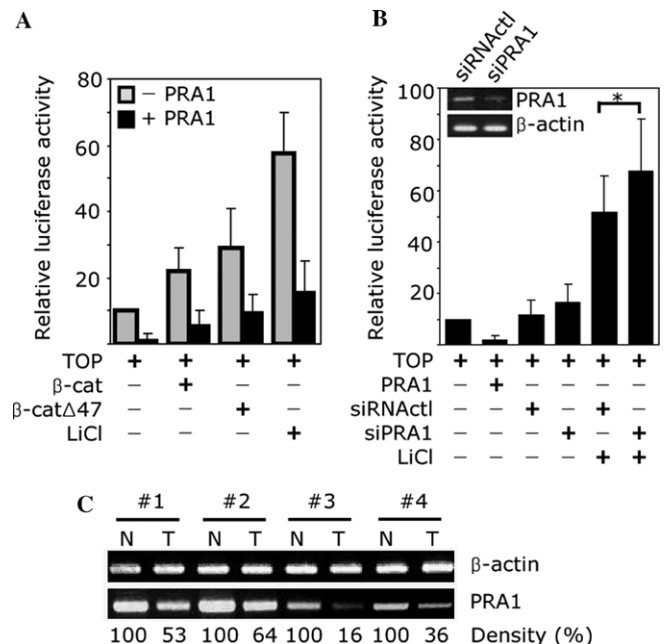 A
Relative luciferase activity
80
60
40
20
− PRA1
+ PRA1
TOP + + + +
β-cat − + − −
β-catΔ47 − − + −
LiCl − − − +
B
siRNActl
siPRA1
PRA1
β-actin
*
Relative luciferase activity
100
80
60
40
20
TOP + + + + + +
PRA1 − + − − − −
siRNActl − − + − + −
siPRA1 − − − + − +
LiCl − − − − + +
C
#1 #2 #3 #4
N T N T N T N T
β-actin
PRA1
100 53 100 64 100 16 100 36 Density (%)